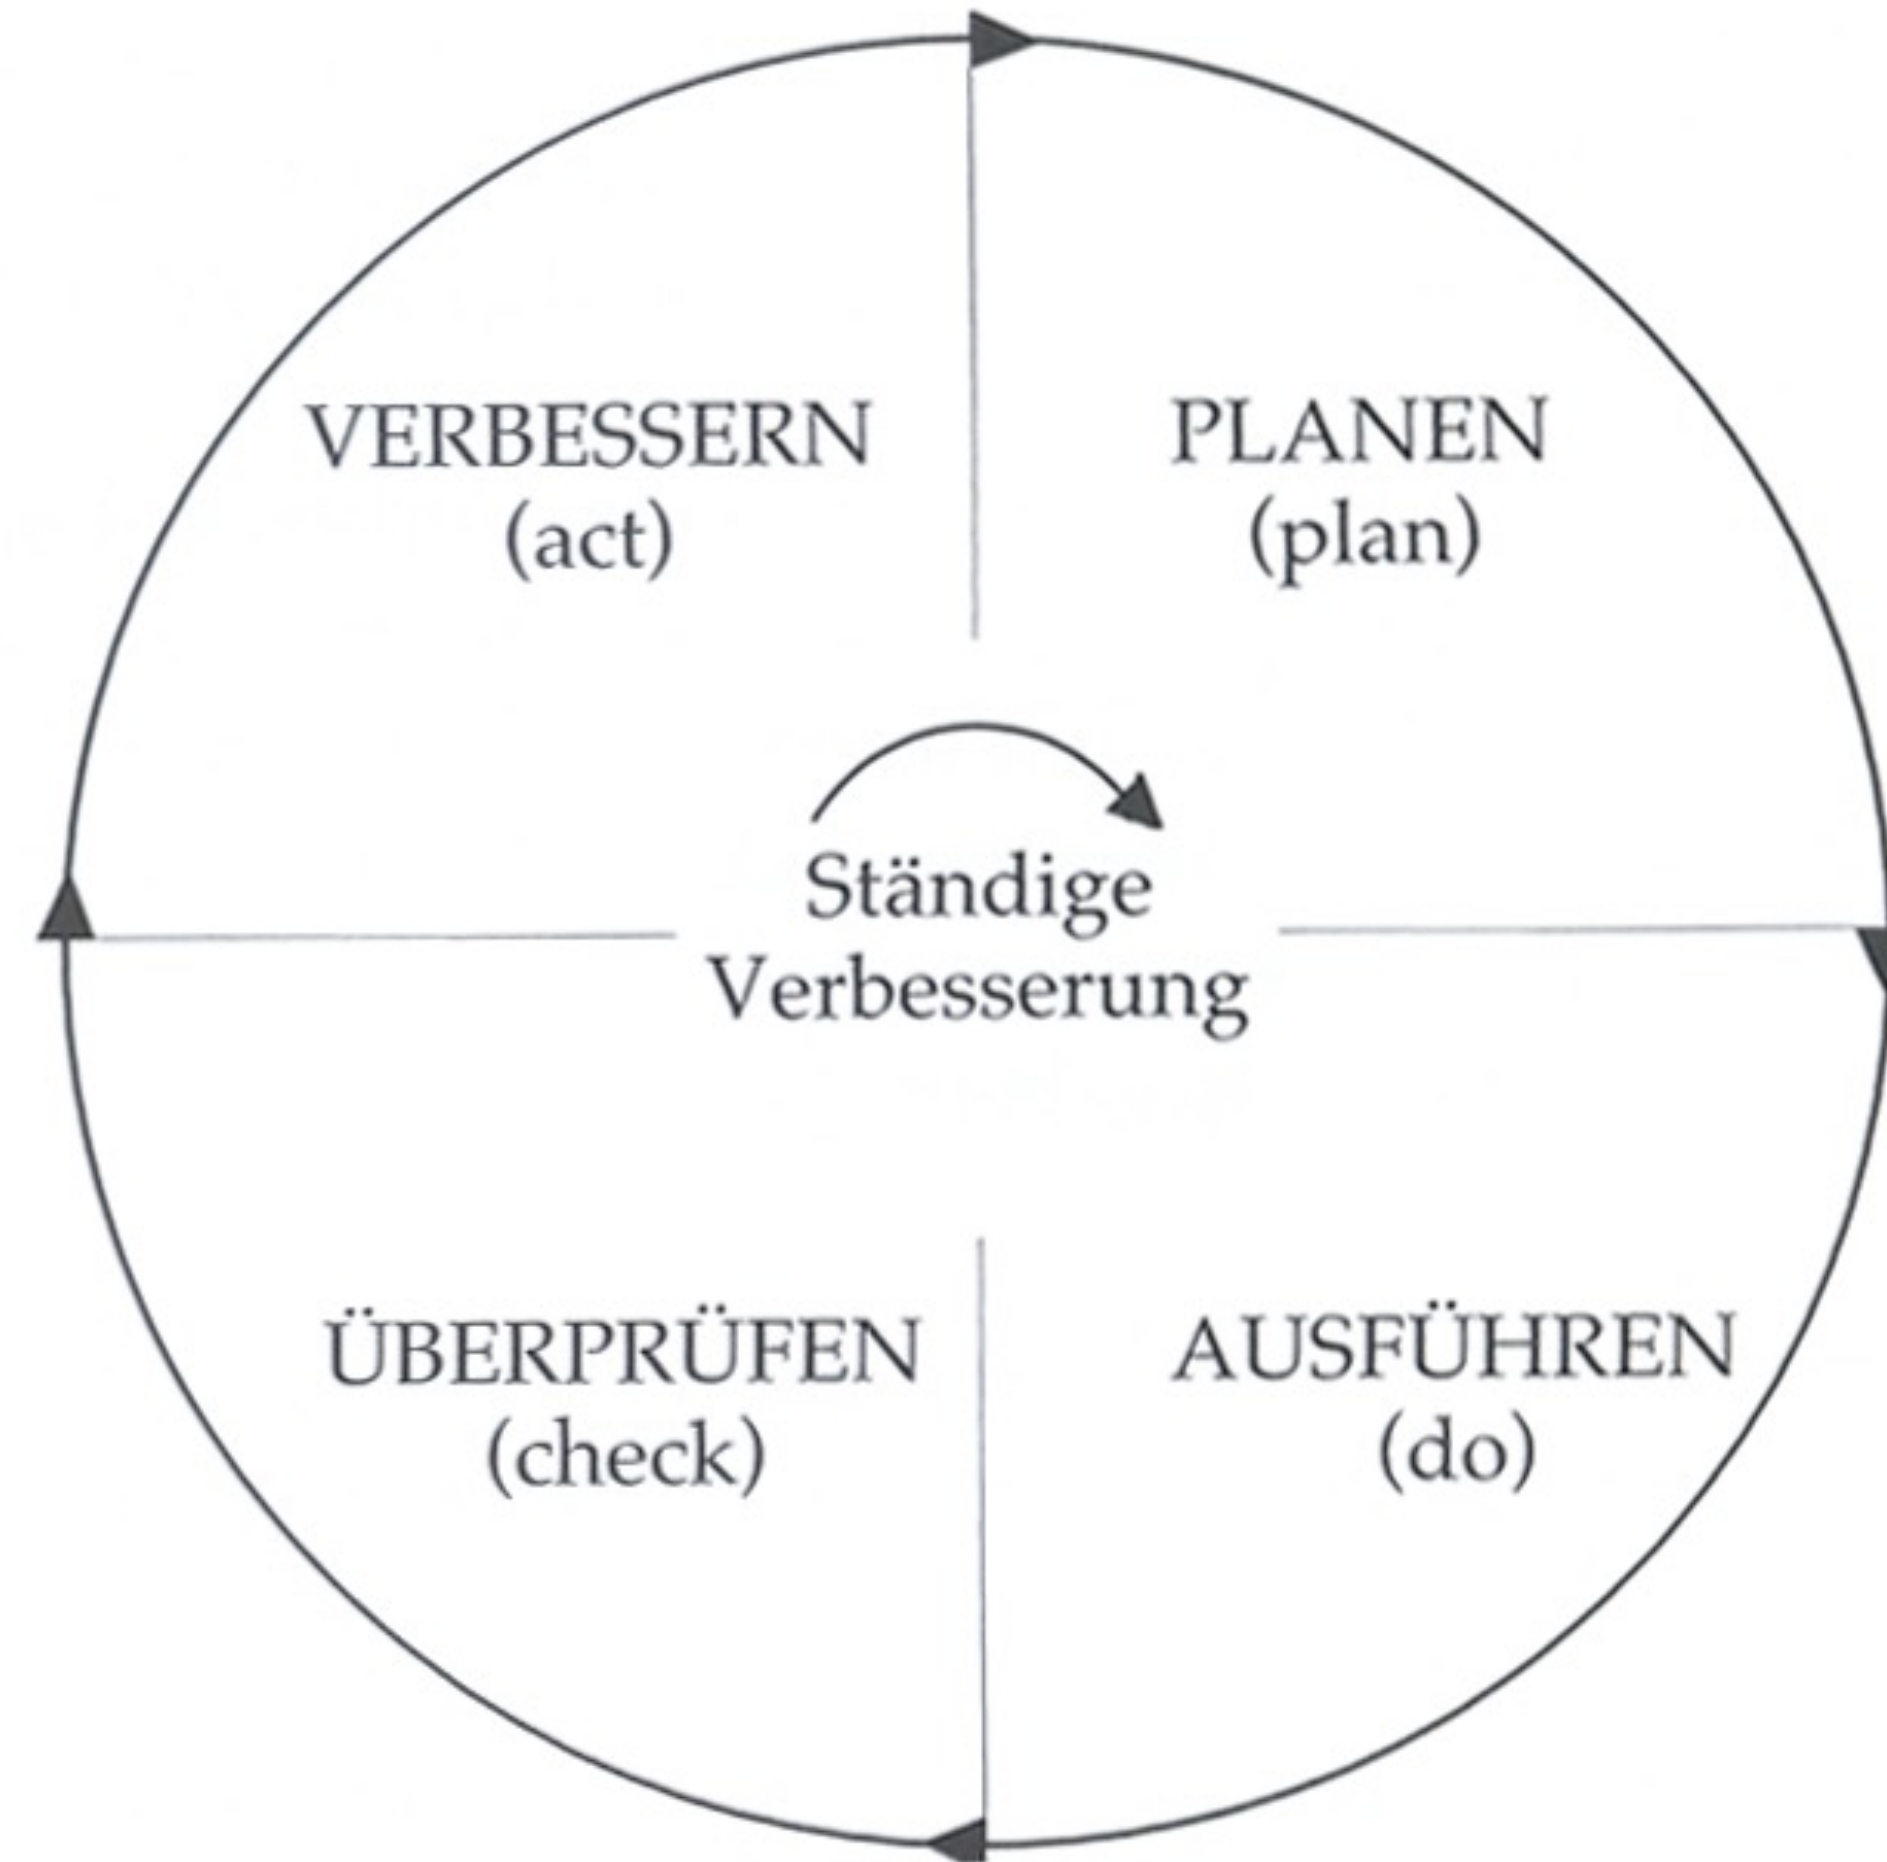 VERBESSERN
(act)
PLANEN
(plan)
Ständige
Verbesserung
ÜBERPRÜFEN
(check)
AUSFÜHREN
(do)